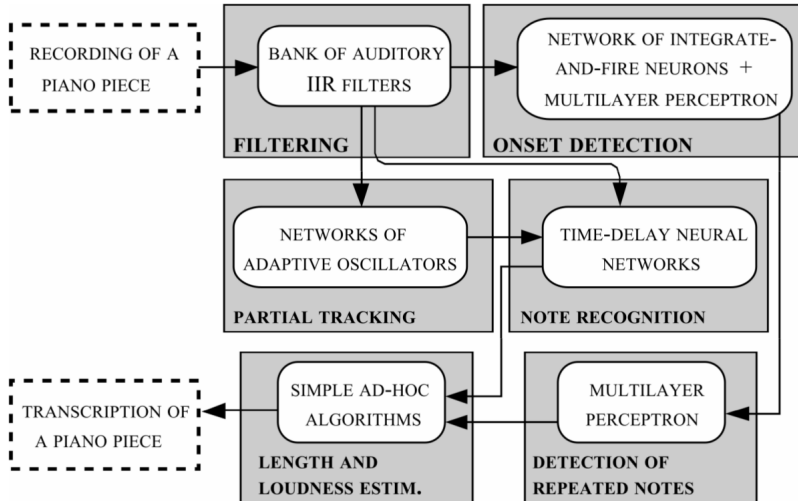 RECORDING OF A
PIANO PIECE
BANK OF AUDITORY
IIR FILTERS
FILTERING
NETWORK OF INTEGRATE-
AND-FIRE NEURONS +
MULTILAYER PERCEPTRON
ONSET DETECTION
NETWORKS OF
ADAPTIVE OSCILLATORS
PARTIAL TRACKING
TIME-DELAY NEURAL
NETWORKS
NOTE RECOGNITION
TRANSCRIPTION OF
A PIANO PIECE
SIMPLE AD-HOC
ALGORITHMS
LENGTH AND
LOUDNESS ESTIM.
MULTILAYER
PERCEPTRON
DETECTION OF
REPEATED NOTES